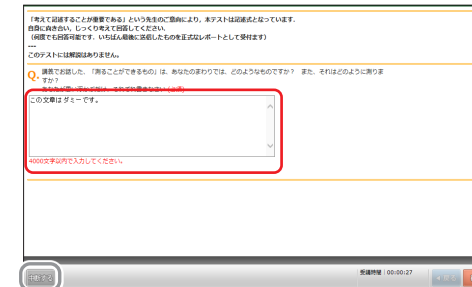 「考えて記述することが重要である」という先生のご意向により、本テストは記述式となっています。
自身に向き合い、じっくり考えて回答してください。
（何度でも回答可能です．いちばん最後に送信したものを正式なレポートとして受付ます）
---
このテストには解説はありません。
Q. 講義でお話した、「測ることができるもの」は、あなたのまわりでは、どのようなものですか？ また、それはどのように測りま
すか？
この文章はダミーです。
4000文字以内で入力してください。
中断する
受講時間 00:00:27